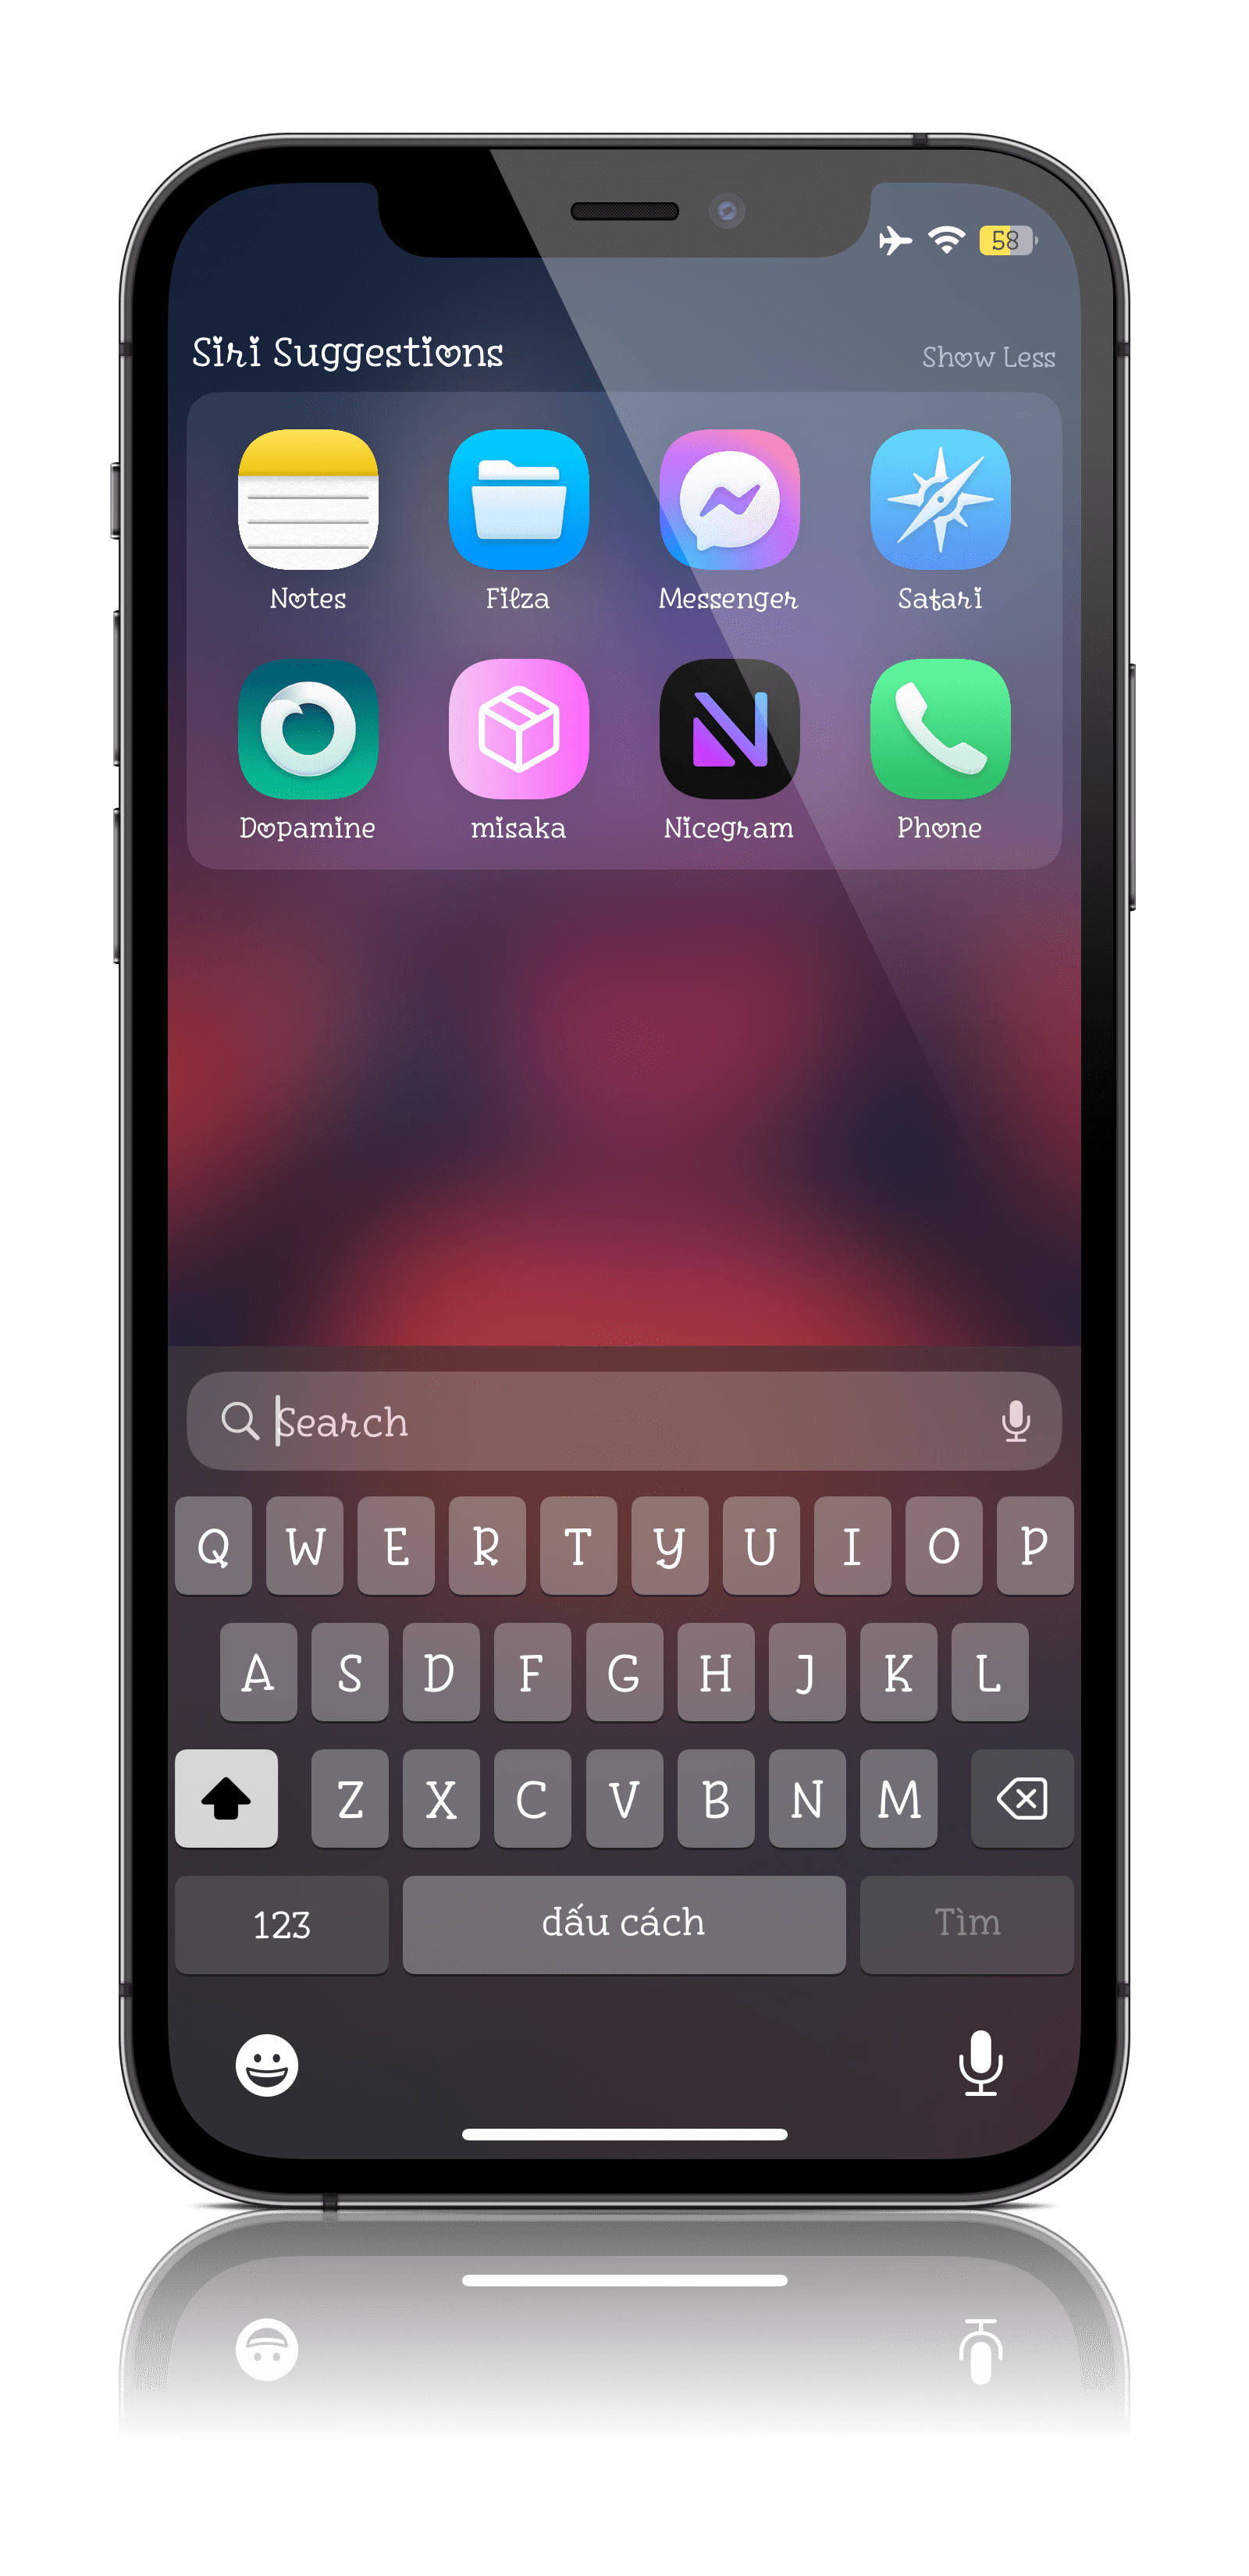 58
Siri Suggestions
Show Less
Notes Filza Messenger Safari
Dopamine misaka Nicegram Phone
Search
Q W E R T Y U I O P
A S D F G H J K L
Z X C V B N M
123 dấu cách Tìm